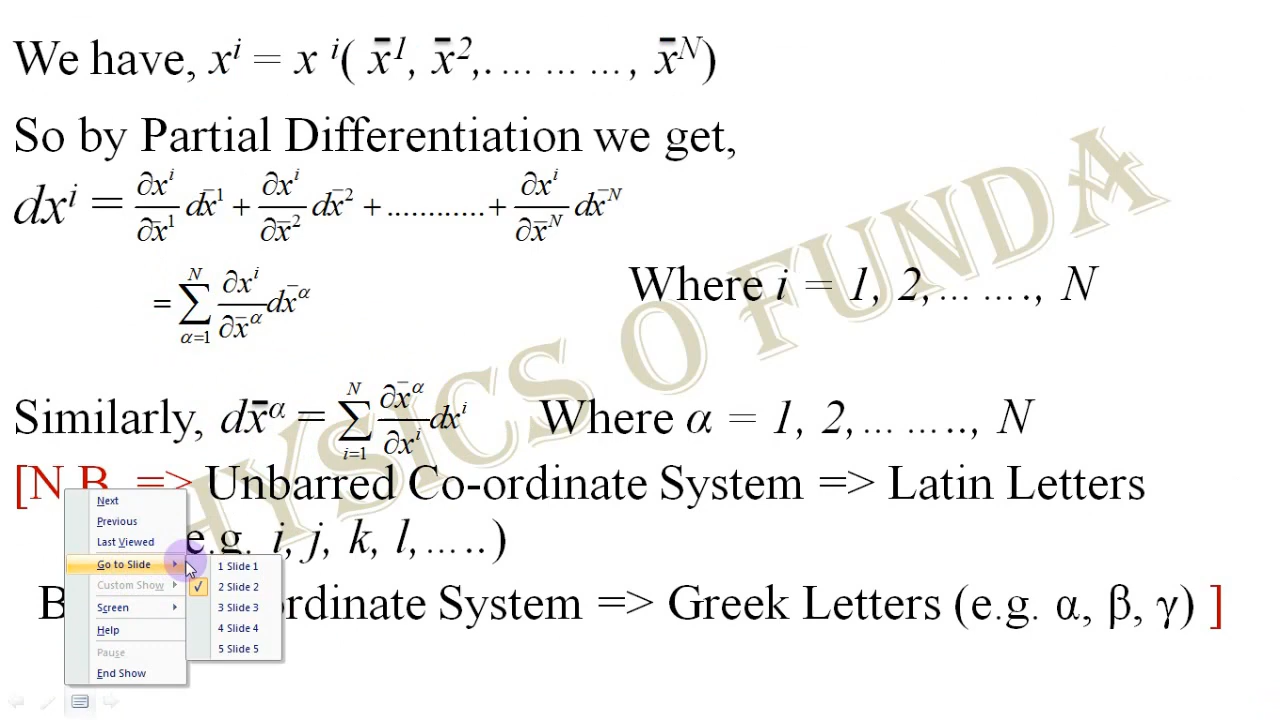 We have, xⁱ = x ⁱ( x̄¹, x̄²,. … … …, x̄ᴺ)
So by Partial Differentiation we get,
dxⁱ = ∂xⁱ/∂x̄¹ dx̄¹ + ∂xⁱ/∂x̄² dx̄² + ............ + ∂xⁱ/∂x̄ᴺ dx̄ᴺ
= ∑_{α=1}^{N} ∂xⁱ/∂x̄^α dx̄^α Where i = 1, 2,… …., N
Similarly, dx̄^α = ∑_{i=1}^{N} ∂x̄^α/∂xⁱ dxⁱ Where α = 1, 2,… ….., N
[N.B. => Unbarred Co-ordinate System => Latin Letters
e.g. i, j, k, l,…..)
B ordinate System => Greek Letters (e.g. α, β, γ) ]
Next
Previous
Last Viewed
Go to Slide
Custom Show
Screen
Help
Pause
End Show
1 Slide 1
2 Slide 2
3 Slide 3
4 Slide 4
5 Slide 5
HYSICS O FUNDA